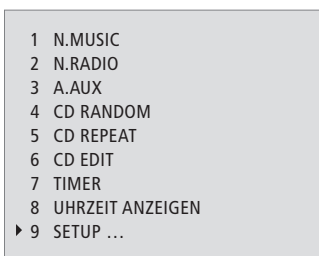 1 N.MUSIC
2 N.RADIO
3 A.AUX
4 CD RANDOM
5 CD REPEAT
6 CD EDIT
7 TIMER
8 UHRZEIT ANZEIGEN
9 SETUP …